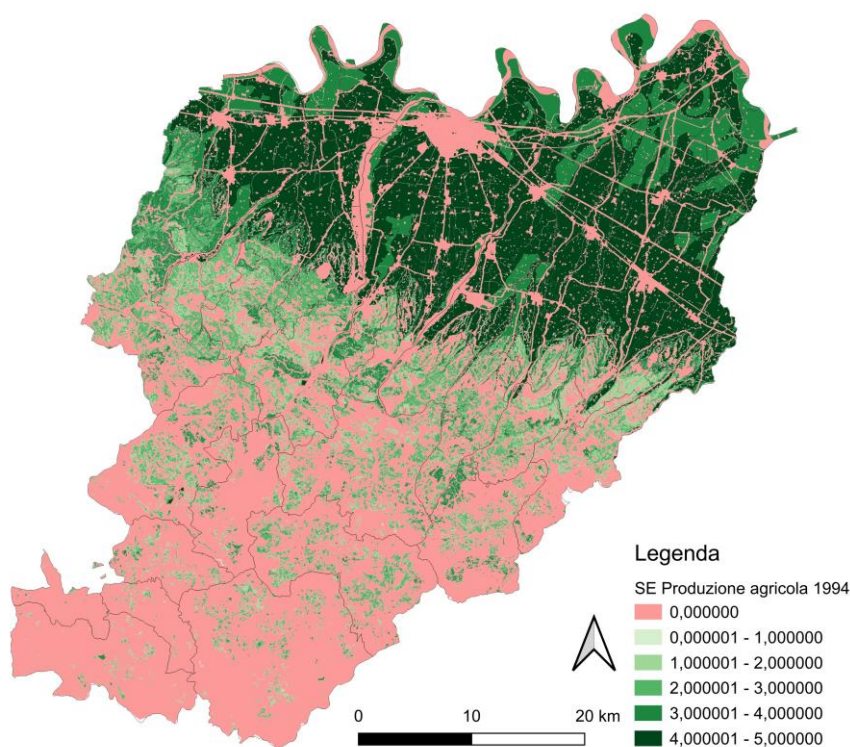 Legenda
SE Produzione agricola 1994
0,000000
0,000001 - 1,000000
1,000001 - 2,000000
2,000001 - 3,000000
3,000001 - 4,000000
4,000001 - 5,000000
0 10 20 km